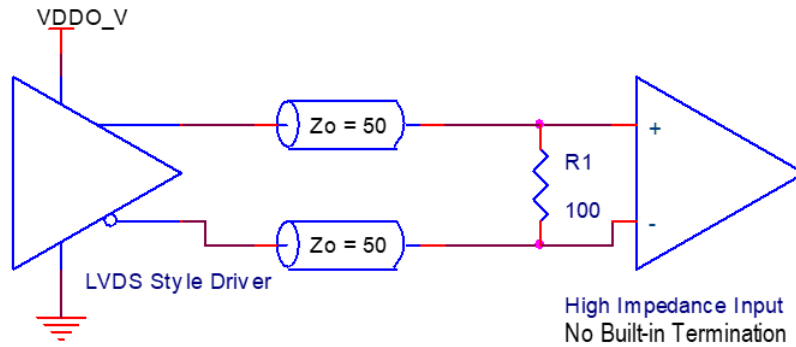 VDDO_V
Zo = 50
+
R1
100
Zo = 50
-
LVDS Style Driver
High Impedance Input
No Built-in Termination